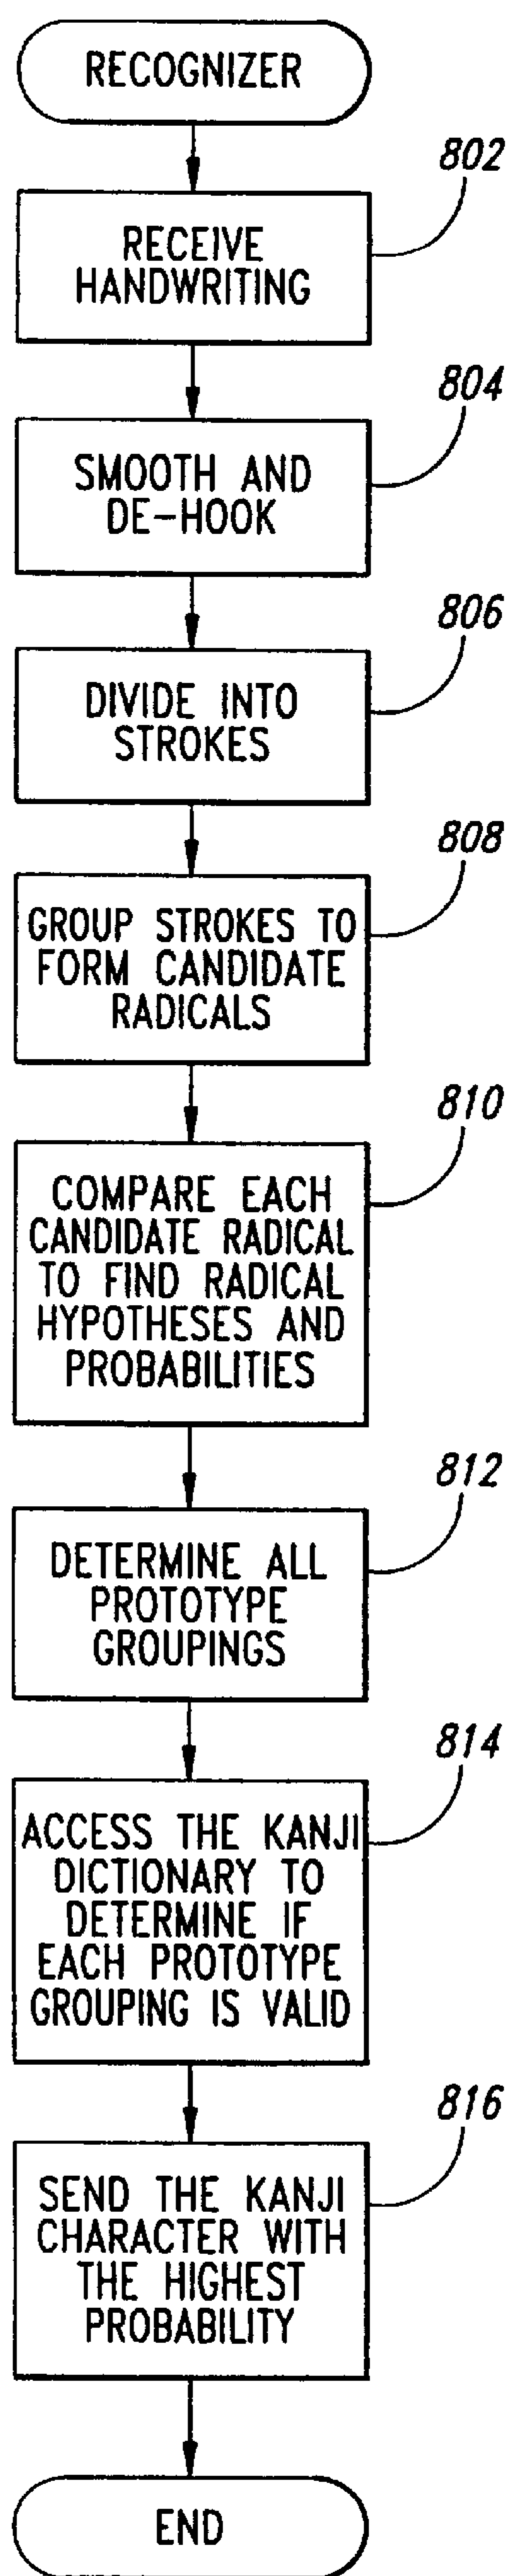 RECOGNIZER
802
RECEIVE
HANDWRITING
804
SMOOTH AND
DE-HOOK
806
DIVIDE INTO
STROKES
808
GROUP STROKES TO
FORM CANDIDATE
RADICALS
810
COMPARE EACH
CANDIDATE RADICAL
TO FIND RADICAL
HYPOTHESES AND
PROBABILITIES
812
DETERMINE ALL
PROTOTYPE
GROUPINGS
814
ACCESS THE KANJI
DICTIONARY TO
DETERMINE IF
EACH PROTOTYPE
GROUPING IS VALID
816
SEND THE KANJI
CHARACTER WITH
THE HIGHEST
PROBABILITY
END